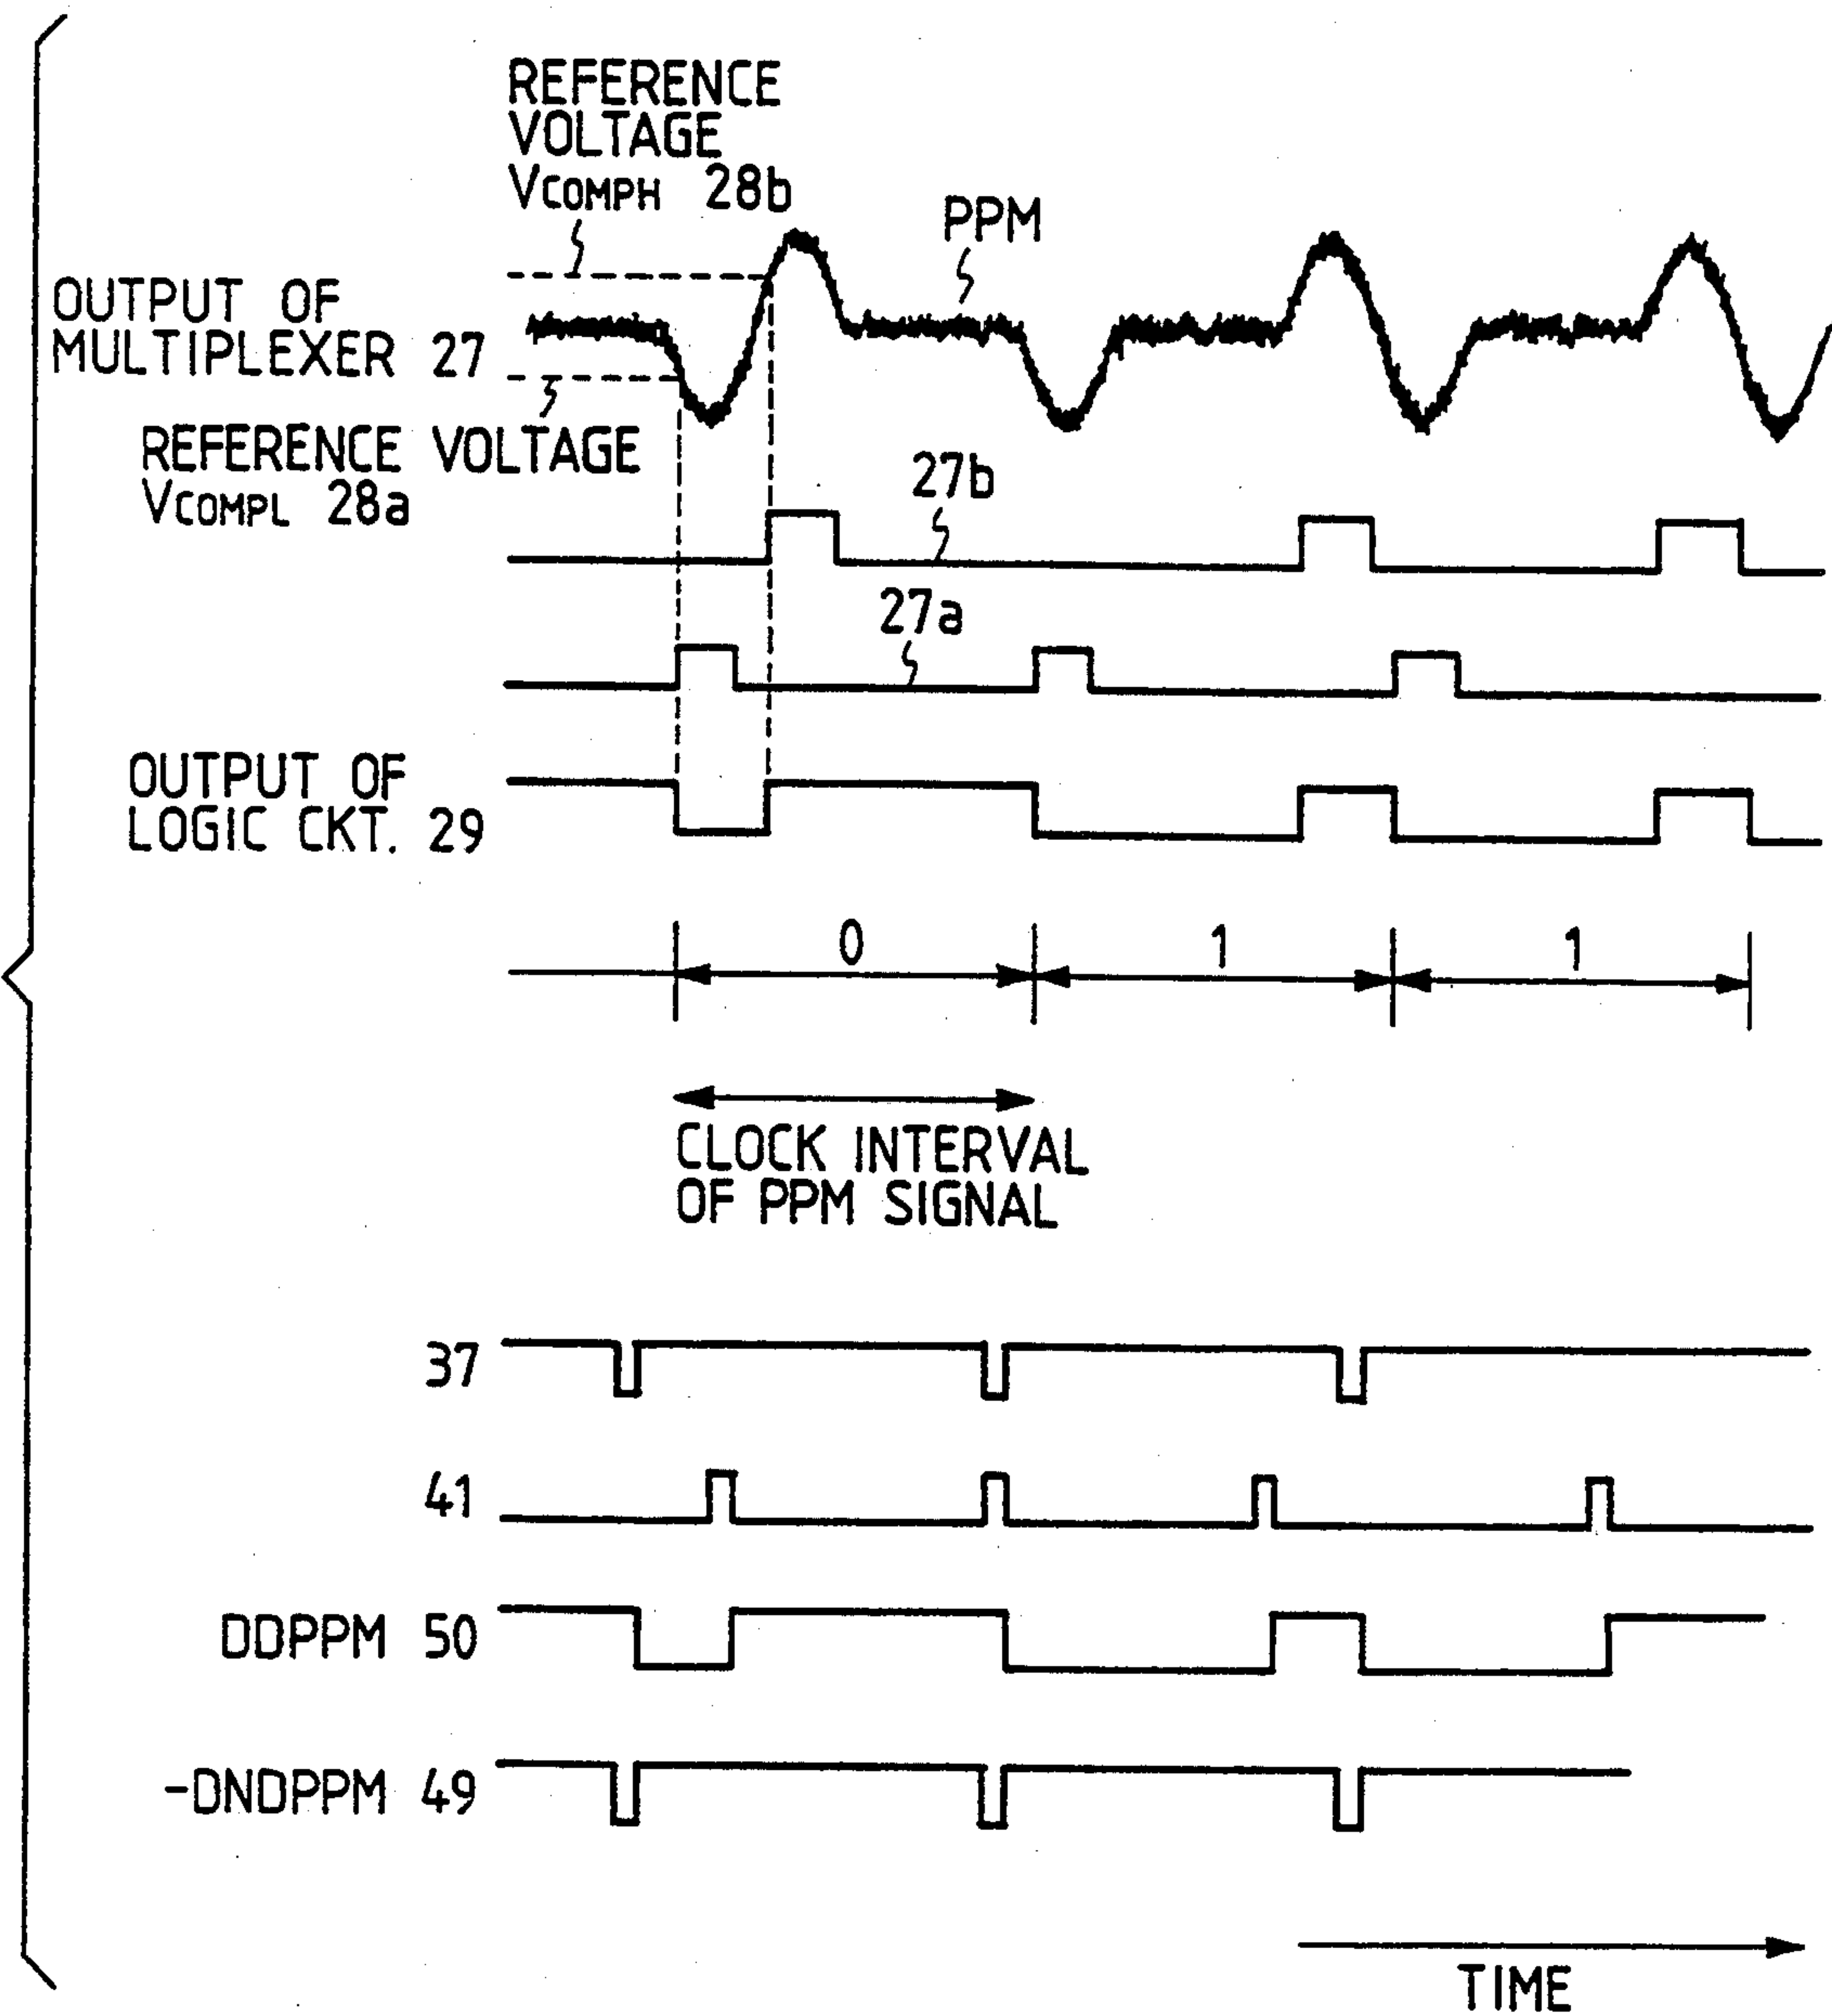 REFERENCE
VOLTAGE
VCOMPH 28b
PPM
OUTPUT OF
MULTIPLEXER 27
REFERENCE VOLTAGE
VCOMPL 28a
27b
27a
OUTPUT OF
LOGIC CKT. 29
0 1 1
CLOCK INTERVAL
OF PPM SIGNAL
37
41
DDPPM 50
-DNDPPM 49
TIME